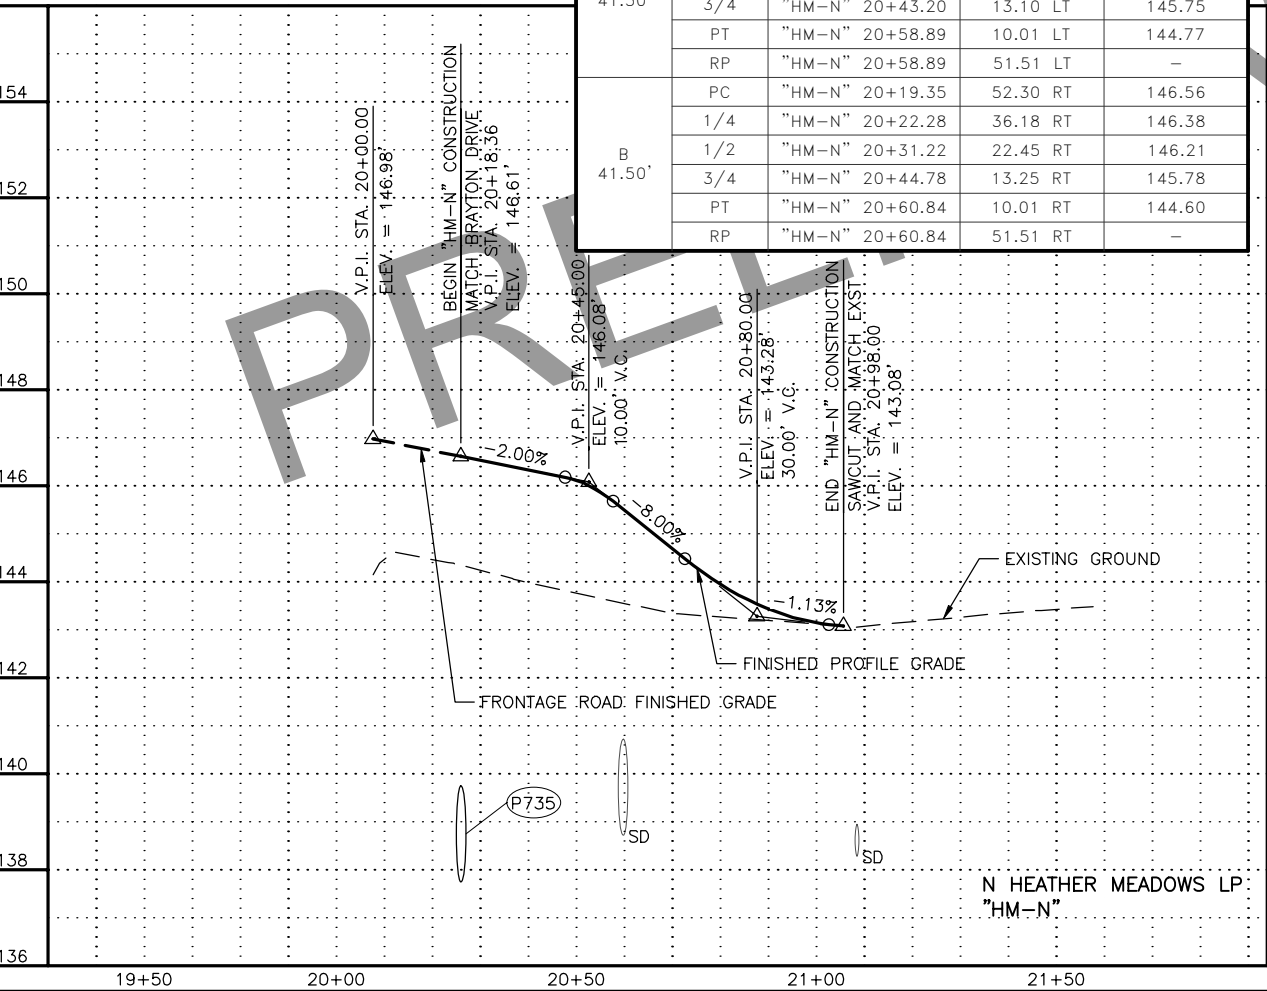 41.50'
3/4 "HM-N" 20+43.20 13.10 LT 145.75
PT "HM-N" 20+58.89 10.01 LT 144.77
RP "HM-N" 20+58.89 51.51 LT -
B
41.50'
PC "HM-N" 20+19.35 52.30 RT 146.56
1/4 "HM-N" 20+22.28 36.18 RT 146.38
1/2 "HM-N" 20+31.22 22.45 RT 146.21
3/4 "HM-N" 20+44.78 13.25 RT 145.78
PT "HM-N" 20+60.84 10.01 RT 144.60
RP "HM-N" 20+60.84 51.51 RT -
154
152
150
148
146
144
142
140
138
136
V.P.I. STA. 20+00.00
ELEV. = 146.98'
BEGIN "HM-N" CONSTRUCTION
MATCH BRAYTON DRIVE
V.P.I. STA. 20+18.36
ELEV. = 146.61'
V.P.I. STA. 20+45.00
ELEV. = 146.08'
10.00' V.C.
V.P.I. STA. 20+80.00
ELEV. = 143.28'
30.00' V.C.
END "HM-N" CONSTRUCTION
SAWCUT AND MATCH EXST
V.P.I. STA. 20+98.00
ELEV. = 143.08'
-2.00%
-8.00%
-1.13%
EXISTING GROUND
FINISHED PROFILE GRADE
FRONTAGE ROAD FINISHED GRADE
P735
SD
SD
N HEATHER MEADOWS LP
"HM-N"
19+50 20+00 20+50 21+00 21+50